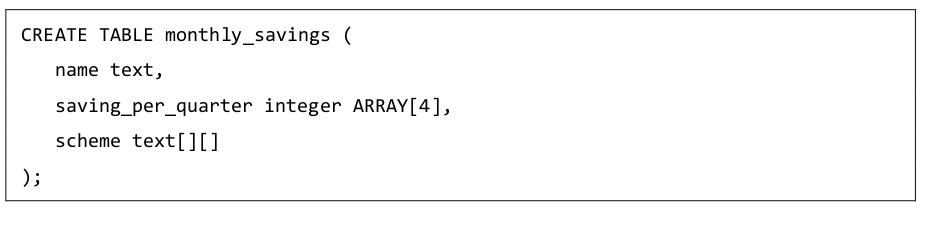 CREATE TABLE monthly_savings (
name text,
saving_per_quarter integer ARRAY[4],
scheme text[][]
);